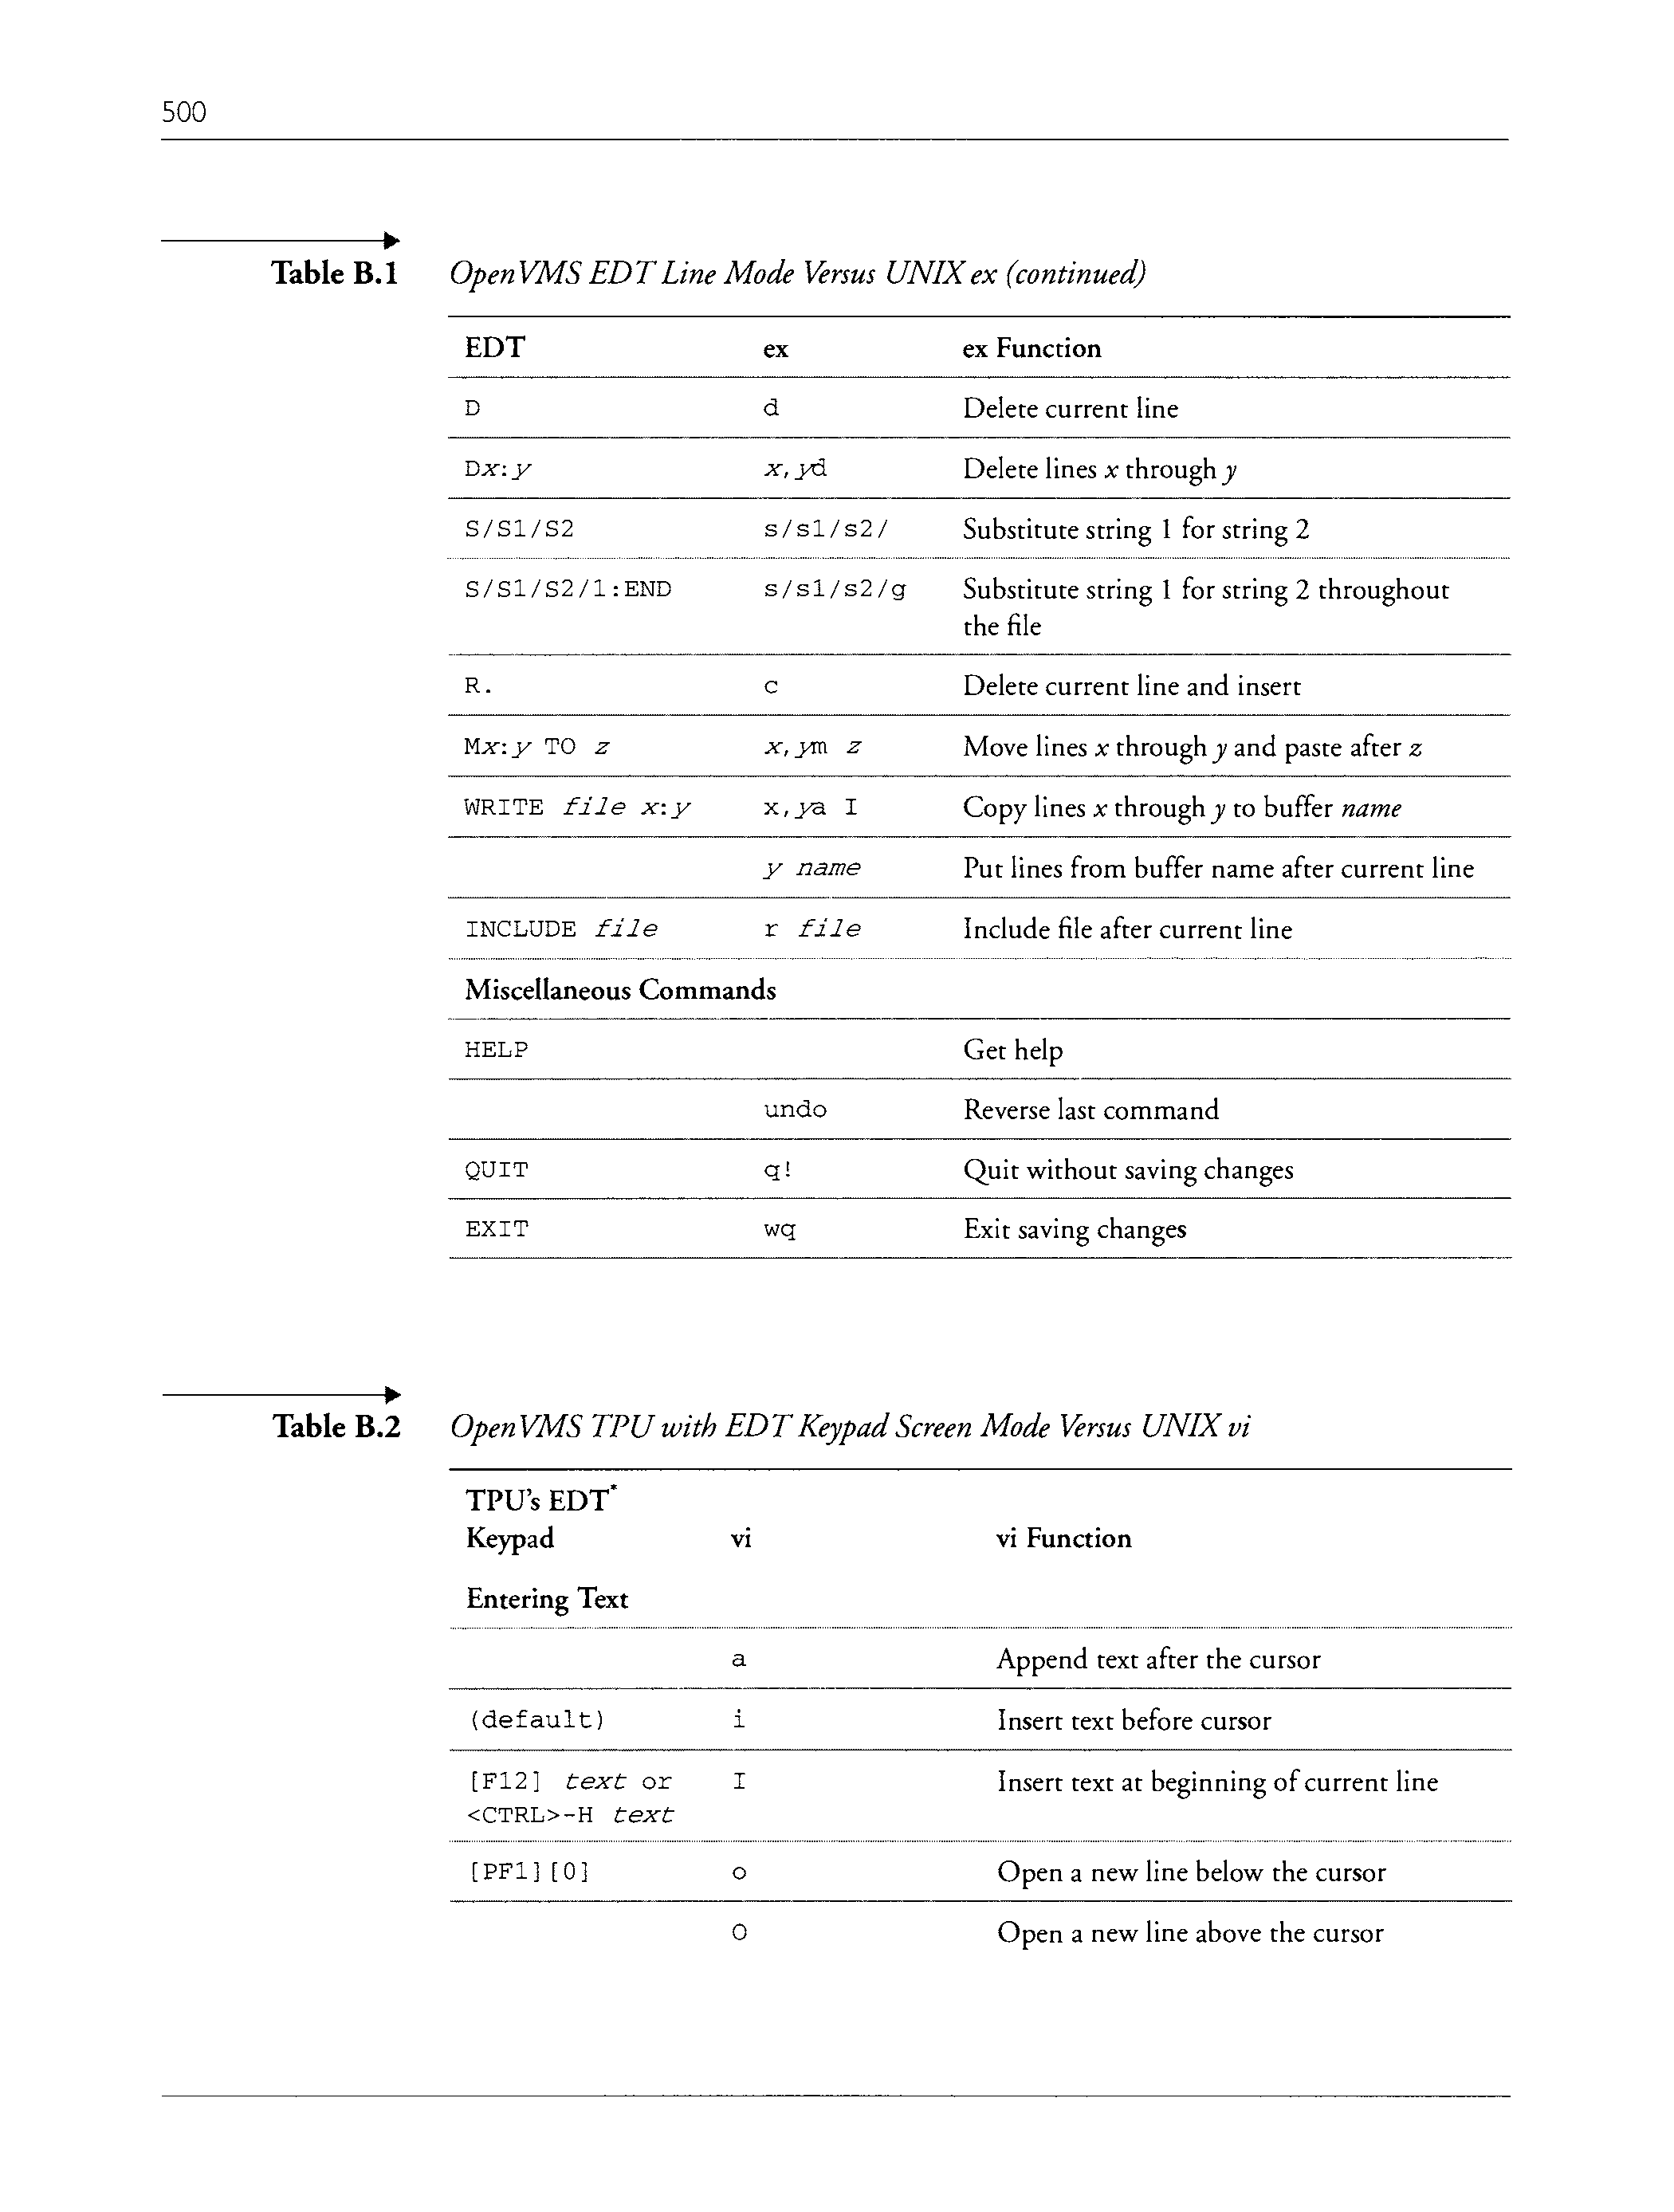 500
Table B.1 OpenVMS EDT Line Mode Versus UNIX ex (continued)
EDT ex ex Function
D d Delete current line
Dx:y x,yd Delete lines x through y
S/S1/S2 s/s1/s2/ Substitute string 1 for string 2
S/S1/S2/1:END s/s1/s2/g Substitute string 1 for string 2 throughout
the file
R. c Delete current line and insert
Mx:y TO z x,ym z Move lines x through y and paste after z
WRITE file x:y x,ya I Copy lines x through y to buffer name
y name Put lines from buffer name after current line
INCLUDE file r file Include file after current line
Miscellaneous Commands
HELP Get help
undo Reverse last command
QUIT q! Quit without saving changes
EXIT wq Exit saving changes
Table B.2 OpenVMS TPU with EDT Keypad Screen Mode Versus UNIX vi
TPU's EDT*
Keypad vi vi Function
Entering Text
a Append text after the cursor
(default) i Insert text before cursor
[F12] text or I Insert text at beginning of current line
<CTRL>-H text
[PF1][0] o Open a new line below the cursor
O Open a new line above the cursor